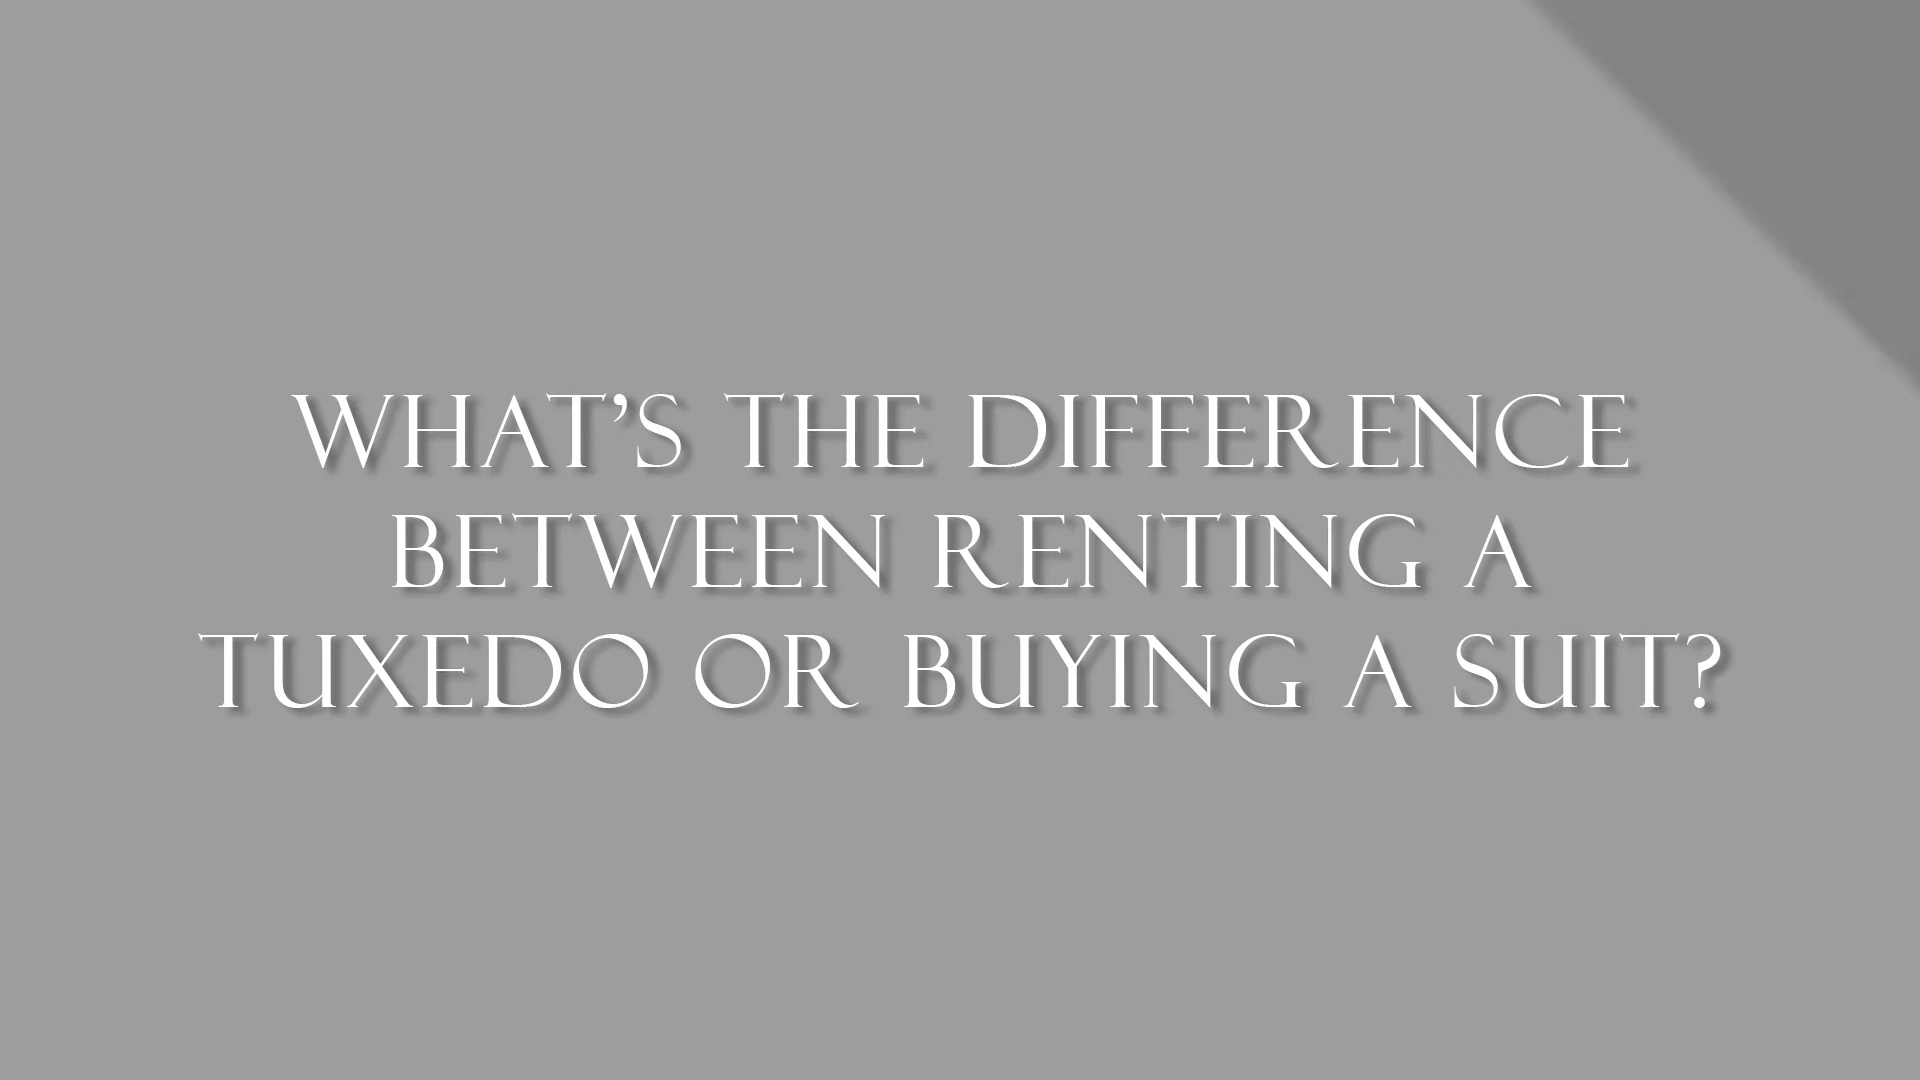 WHAT’S THE DIFFERENCE
BETWEEN RENTING A
TUXEDO OR BUYING A SUIT?